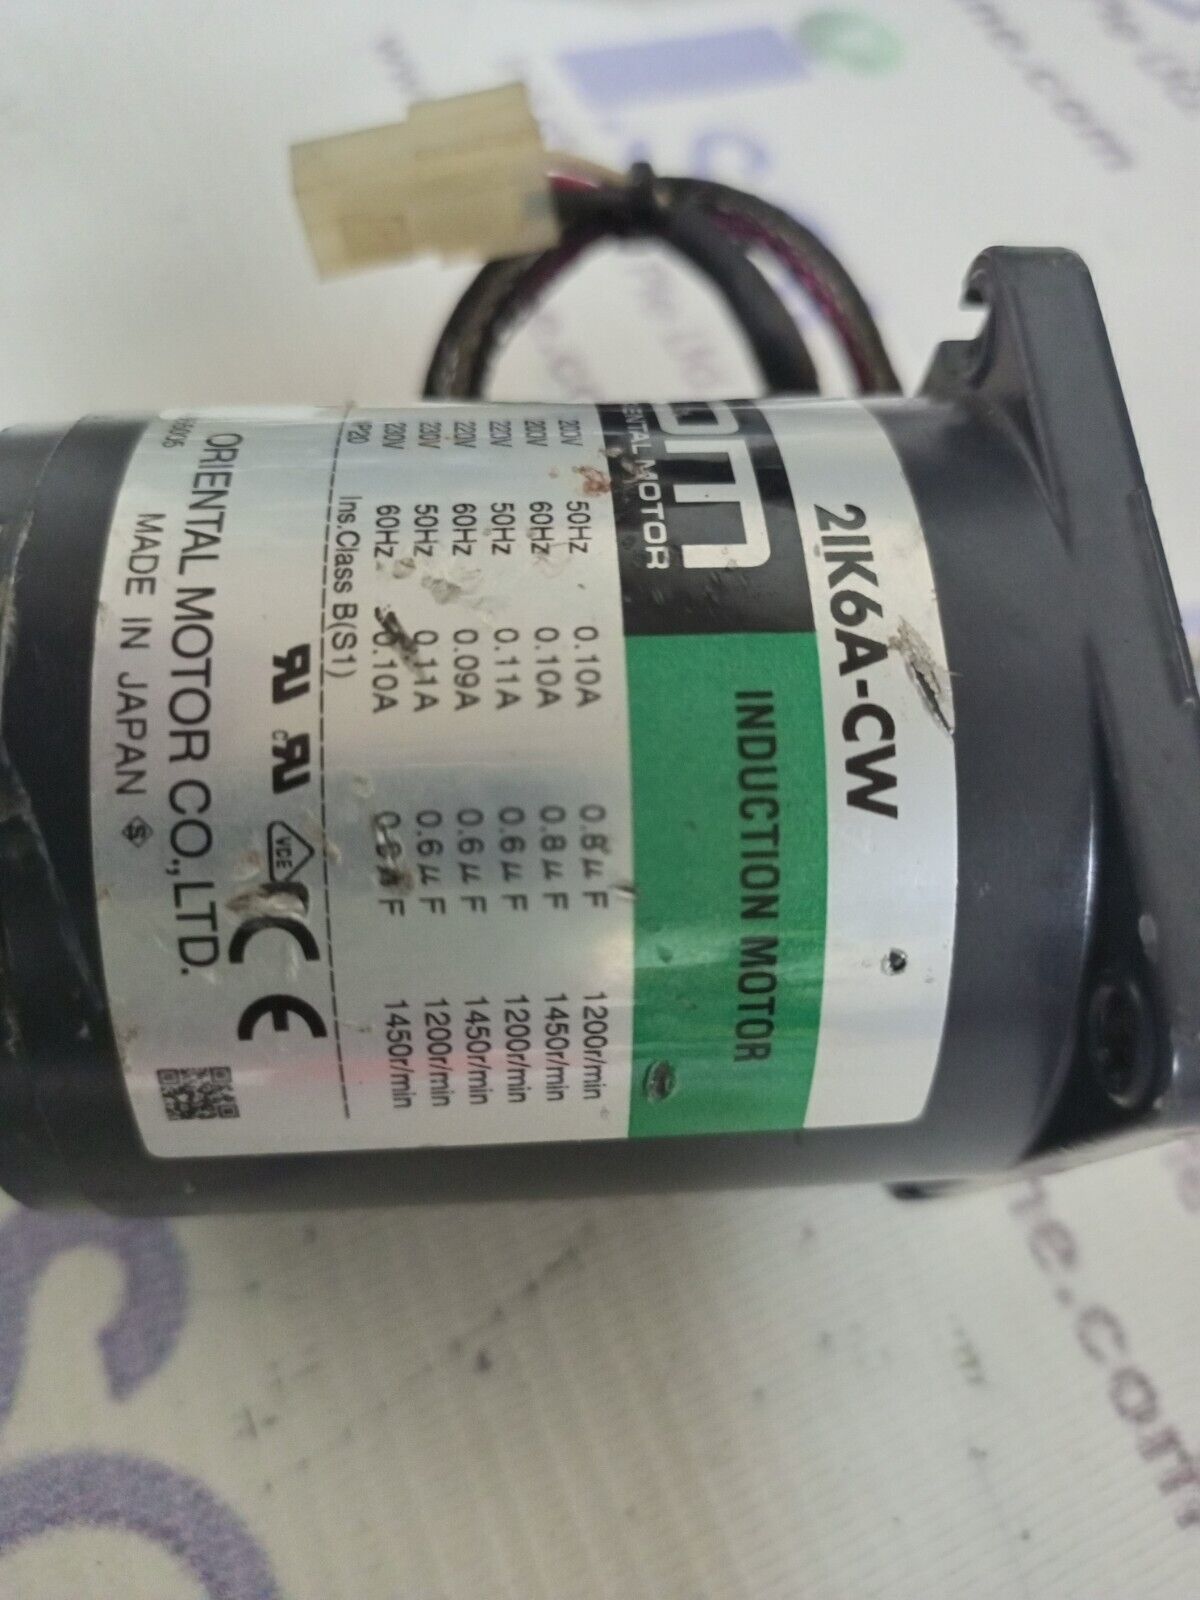 2IK6A-CW
INDUCTION MOTOR
MOTOR
200V 50Hz 0.10A 0.8μF 1200r/min
200V 60Hz 0.10A 0.8μF 1450r/min
220V 50Hz 0.11A 0.6μF 1200r/min
220V 60Hz 0.09A 0.6μF 1450r/min
230V 50Hz 0.11A 0.6μF 1200r/min
230V 60Hz 0.10A F 1450r/min
IP20 Ins.Class B(S1)
c
VDE CE
ORIENTAL MOTOR CO.,LTD.
MADE IN JAPAN S